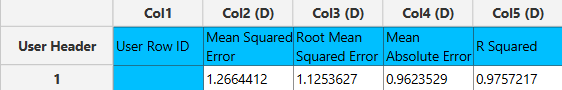 Col1 Col2 (D) Col3 (D) Col4 (D) Col5 (D)
User Header User Row ID Mean Squared Error Root Mean Squared Error Mean Absolute Error R Squared
1 1.2664412 1.1253627 0.9623529 0.9757217